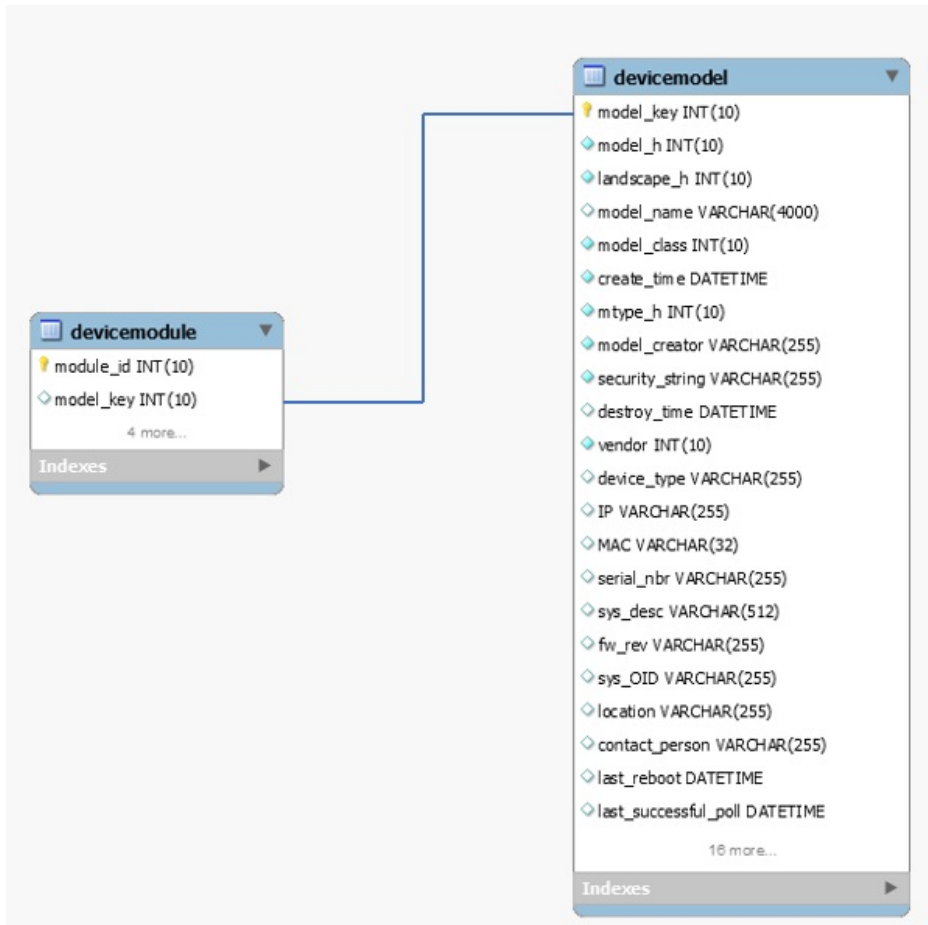 devicemodel
model_key INT(10)
model_h INT(10)
landscape_h INT(10)
model_name VARCHAR(4000)
model_class INT(10)
create_time DATETIME
mtype_h INT(10)
model_creator VARCHAR(255)
security_string VARCHAR(255)
destroy_time DATETIME
vendor INT(10)
device_type VARCHAR(255)
IP VARCHAR(255)
MAC VARCHAR(32)
serial_nbr VARCHAR(255)
sys_desc VARCHAR(512)
fw_rev VARCHAR(255)
sys_OID VARCHAR(255)
location VARCHAR(255)
contact_person VARCHAR(255)
last_reboot DATETIME
last_successful_poll DATETIME
16 more...
Indexes
devicemodule
module_id INT(10)
model_key INT(10)
4 more...
Indexes